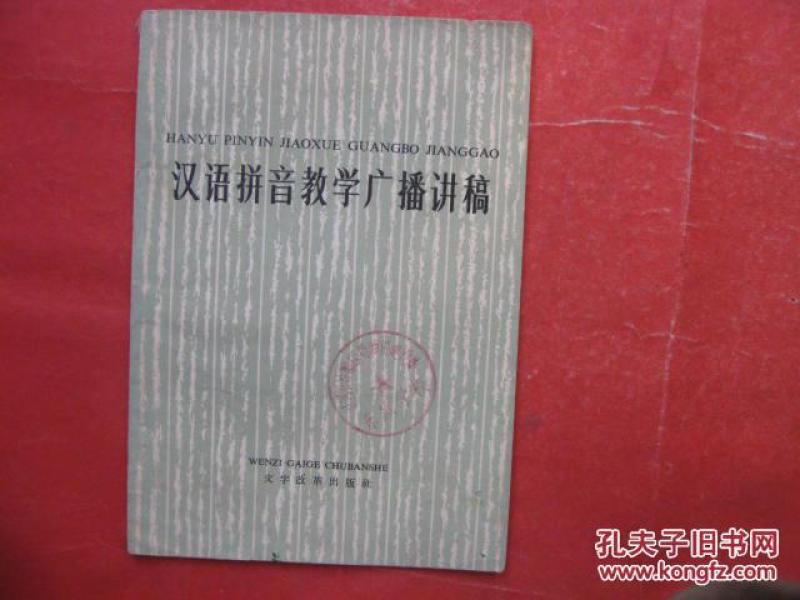 HANYU PINYIN JIAOXUE GUANGBO JIANGGAO
汉语拼音教学广播讲稿
WENZI GAIGE CHUBANSHE
文字改革出版社
孔夫子旧书网
www.kongfz.com